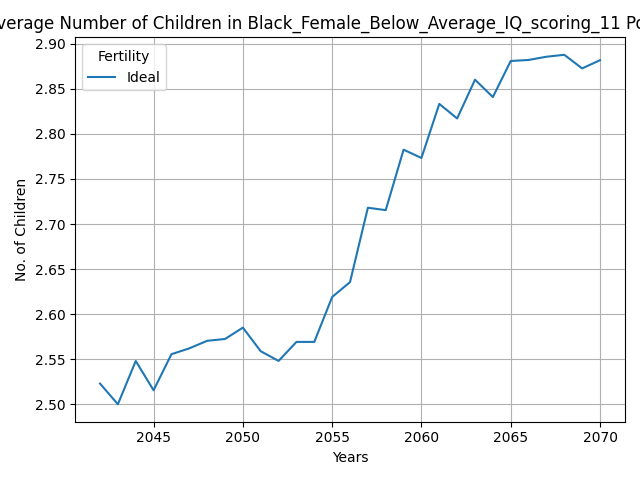 verage Number of Children in Black_Female_Below_Average_IQ_scoring_11 Po
Fertility
Ideal
No. of Children
2.90
2.85
2.80
2.75
2.70
2.65
2.60
2.55
2.50
2045 2050 2055 2060 2065 2070
Years